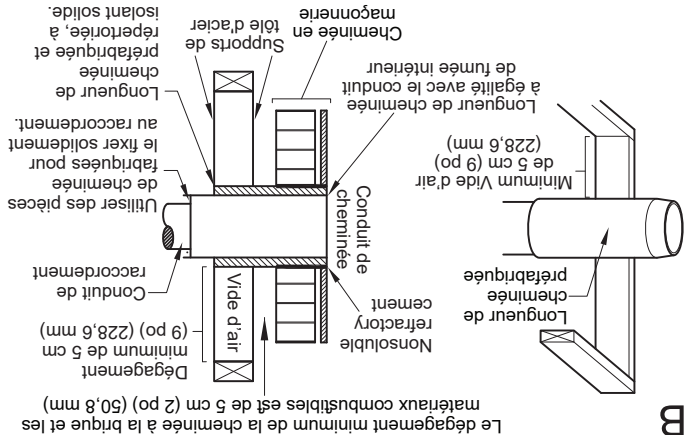 B
Le dégagement minimum de la cheminée à la brique et les
matériaux combustibles est de 5 cm (2 po) (50,8 mm)
Longueur de
cheminée
préfabriquée
Minimum Vide d'air
de 5 cm (9 po)
(228,6 mm)
Nonsoluble
refractory
cement
Conduit de
cheminée
Longueur de cheminée
à égalité avec le conduit
de fumée intérieur
Cheminée en
maçonnerie
Vide d'air
Dégagement
minimum de 5 cm
(9 po) (228,6 mm)
Conduit de
raccordement
Utiliser des pièces
de cheminée
fabriquées pour
le fixer solidement
au raccordement.
Longueur de
cheminée
préfabriquée et
répertoriée, à
isolant solide.
Supports de
tôle d'acier